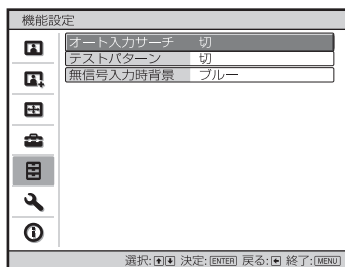 機能設定
オート入力サーチ 切
テストパターン 切
無信号入力時背景 ブルー
選択:↑↓ 決定:ENTER 戻る:← 終了:MENU